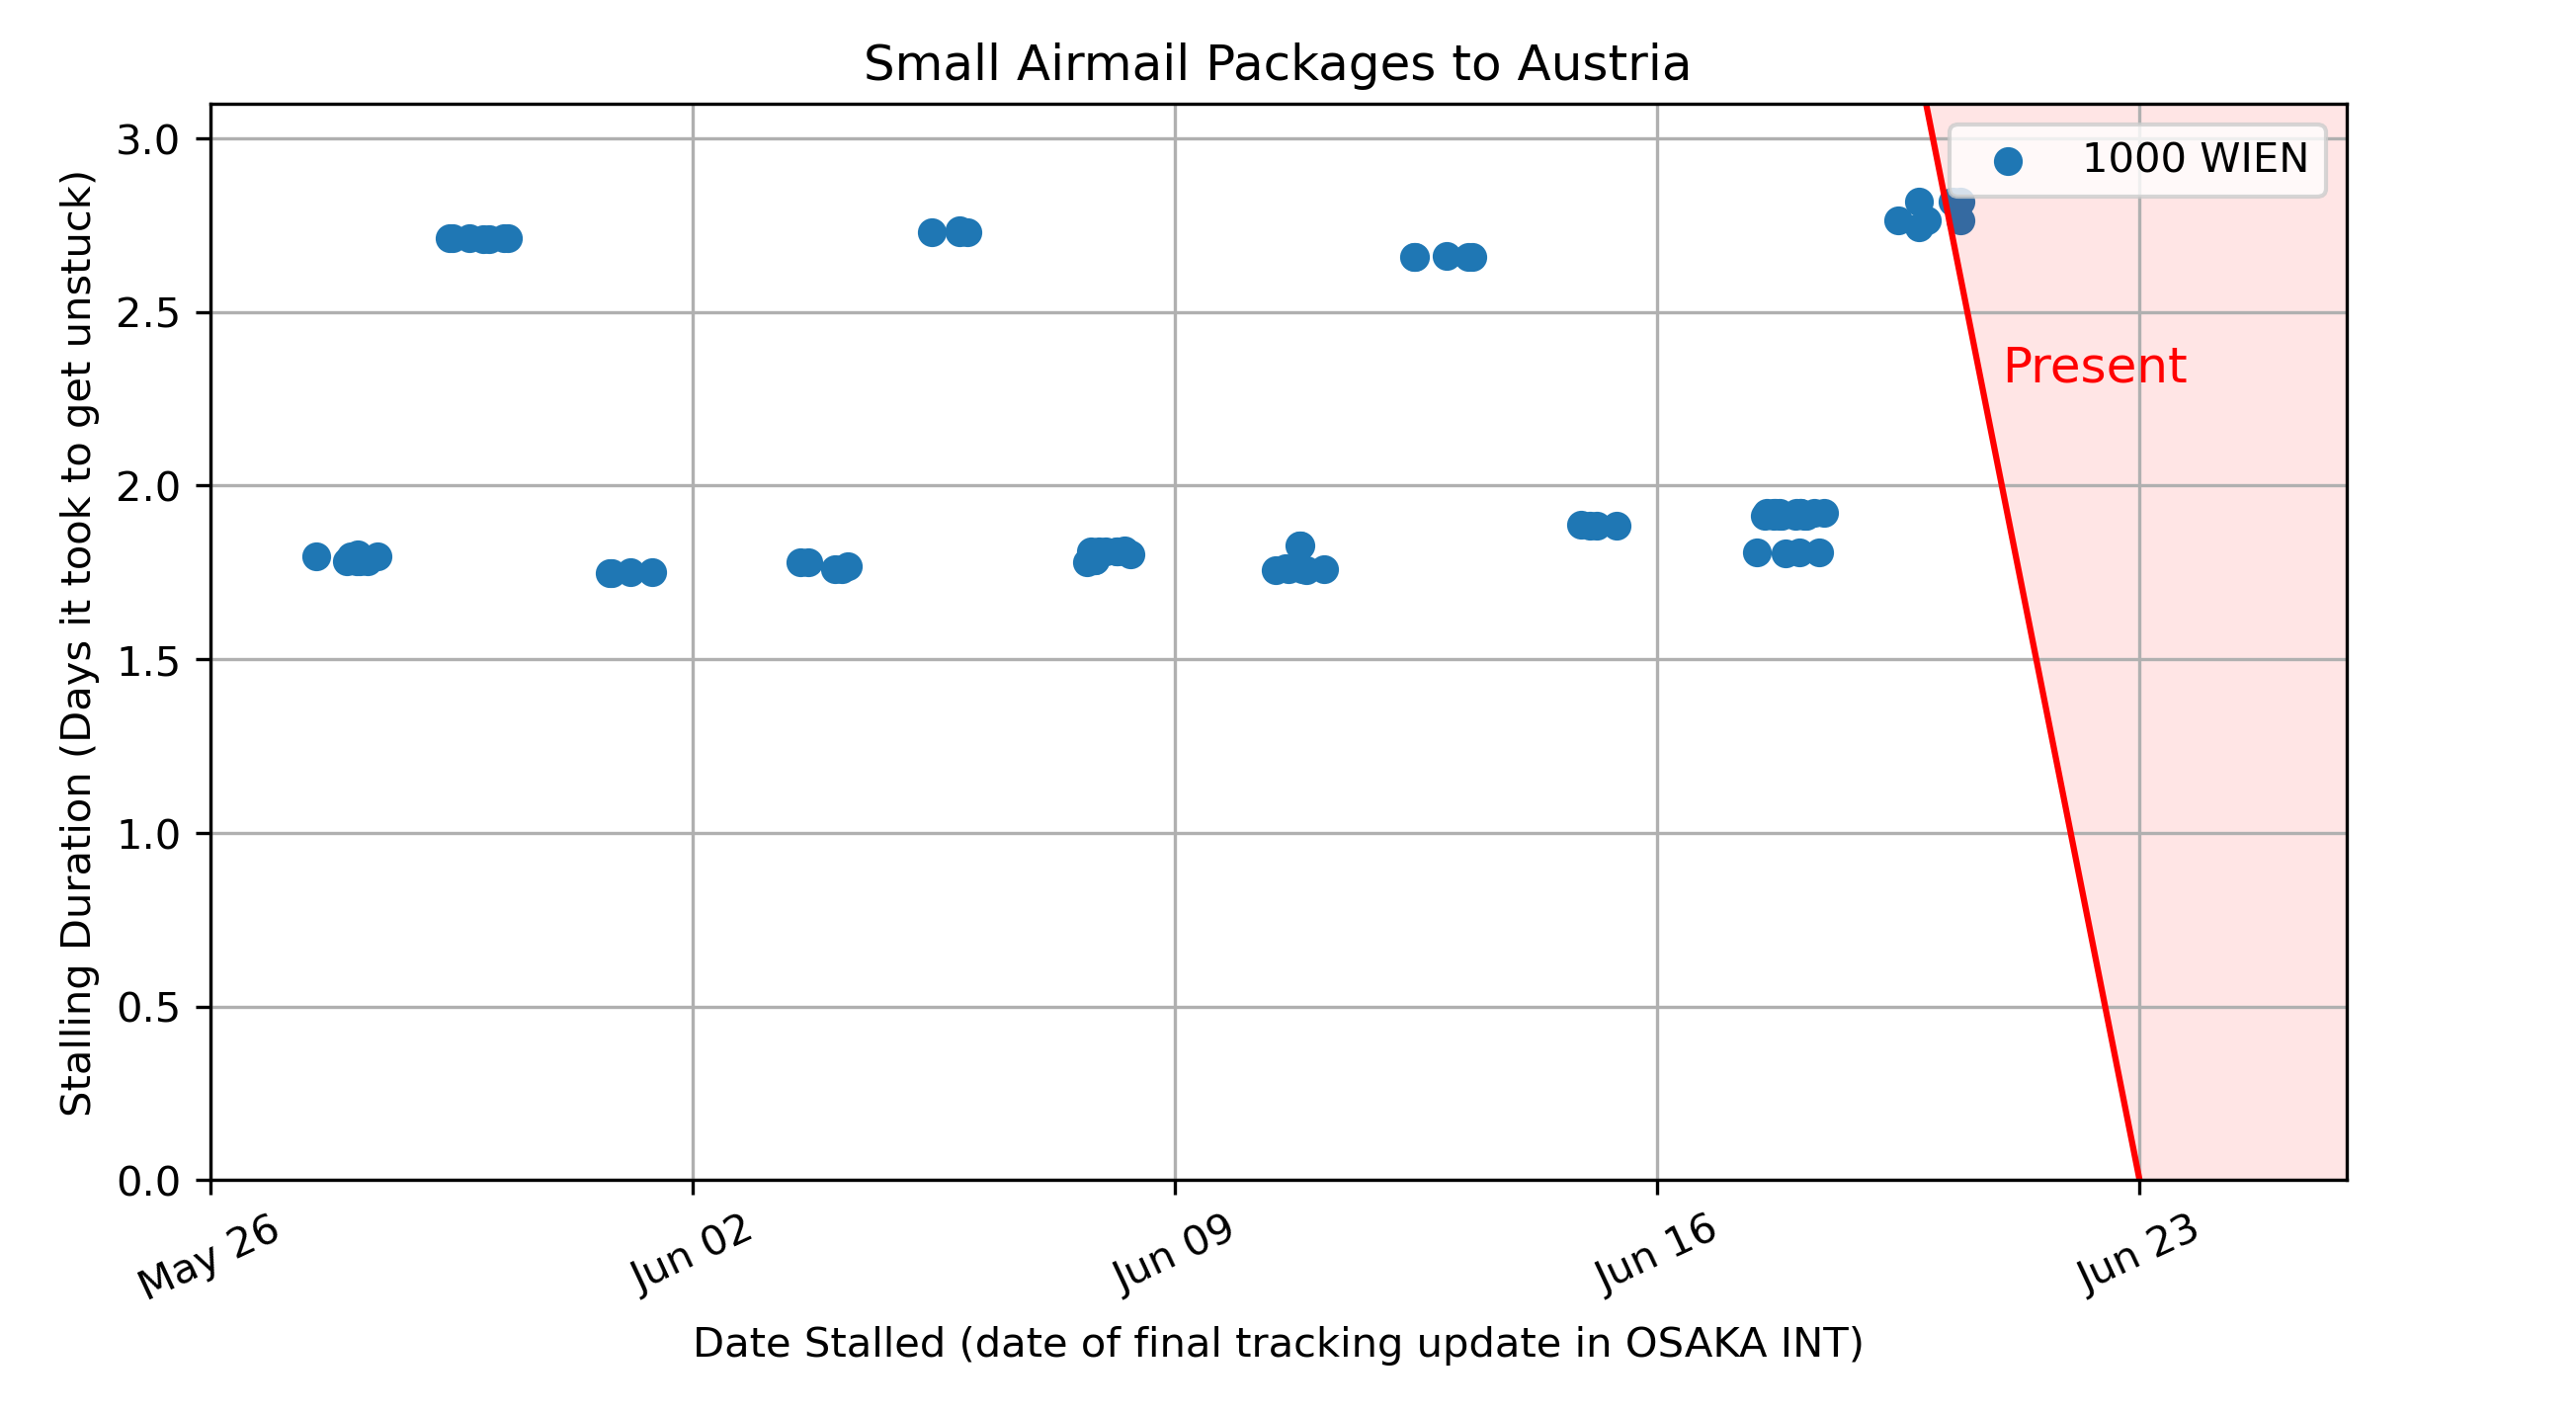 Small Airmail Packages to Austria
1000 WIEN
Present
3.0
2.5
2.0
1.5
1.0
0.5
0.0
Stalling Duration (Days it took to get unstuck)
May 26
Jun 02
Jun 09
Jun 16
Jun 23
Date Stalled (date of final tracking update in OSAKA INT)